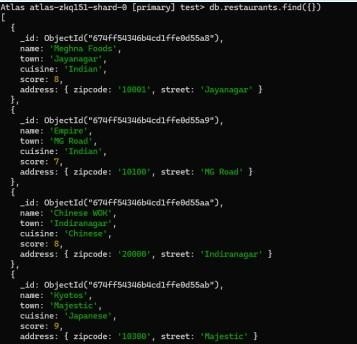 Atlas atlas-zkq151-shard-0 [primary] test> db.restaurants.find({})
[
  {
    _id: ObjectId("674ff54346b4cd1ffe0d55a8"),
    name: 'Meghna Foods',
    town: 'Jayanagar',
    cuisine: 'Indian',
    score: 8,
    address: { zipcode: '10001', street: 'Jayanagar' }
  },
  {
    _id: ObjectId("674ff54346b4cd1ffe0d55a9"),
    name: 'Empire',
    town: 'MG Road',
    cuisine: 'Indian',
    score: 7,
    address: { zipcode: '10100', street: 'MG Road' }
  },
  {
    _id: ObjectId("674ff54346b4cd1ffe0d55aa"),
    name: 'Chinese WOK',
    town: 'Indiranagar',
    cuisine: 'Chinese',
    score: 8,
    address: { zipcode: '20000', street: 'Indiranagar' }
  },
  {
    _id: ObjectId("674ff54346b4cd1ffe0d55ab"),
    name: 'Kyotos',
    town: 'Majestic',
    cuisine: 'Japanese',
    score: 9,
    address: { zipcode: '10300', street: 'Majestic' }